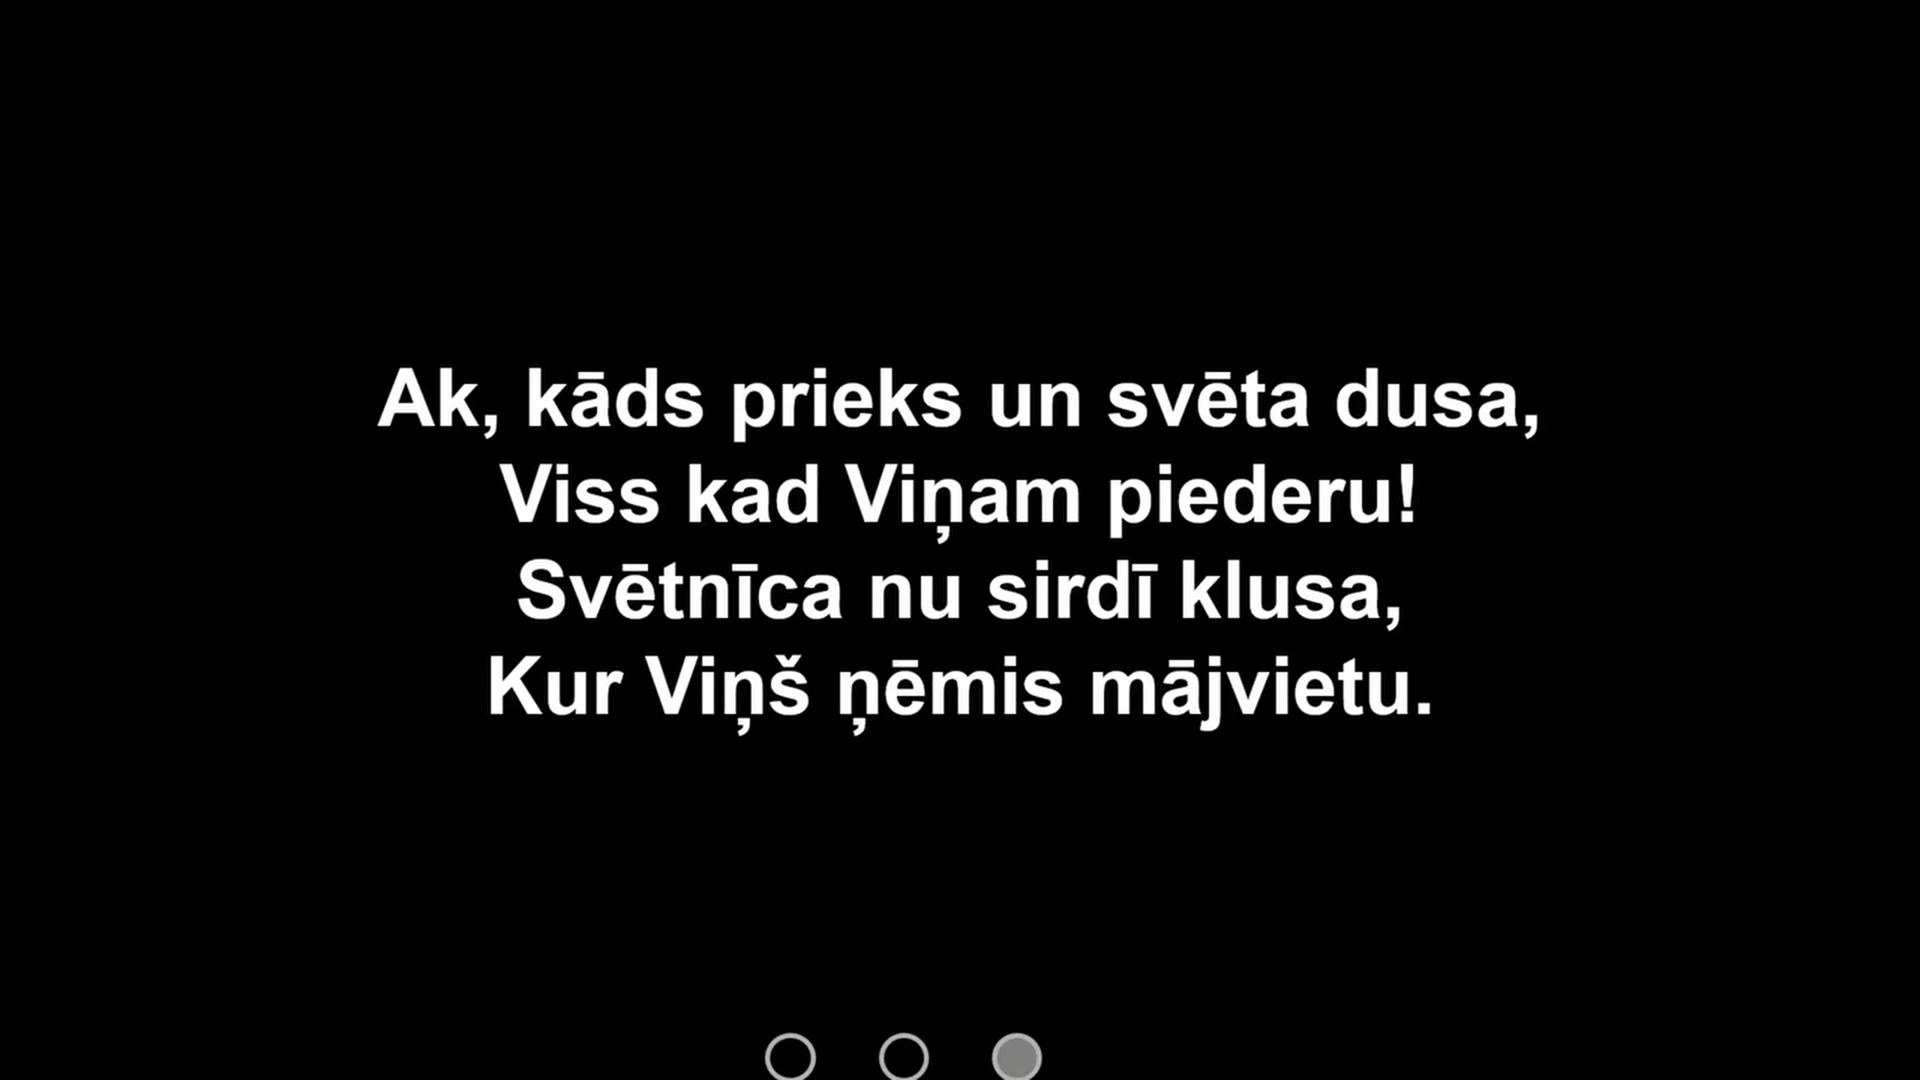 Ak, kāds prieks un svēta dusa,
Viss kad Viņam piederu!
Svētnīca nu sirdī klusa,
Kur Viņš ņēmis mājvietu.